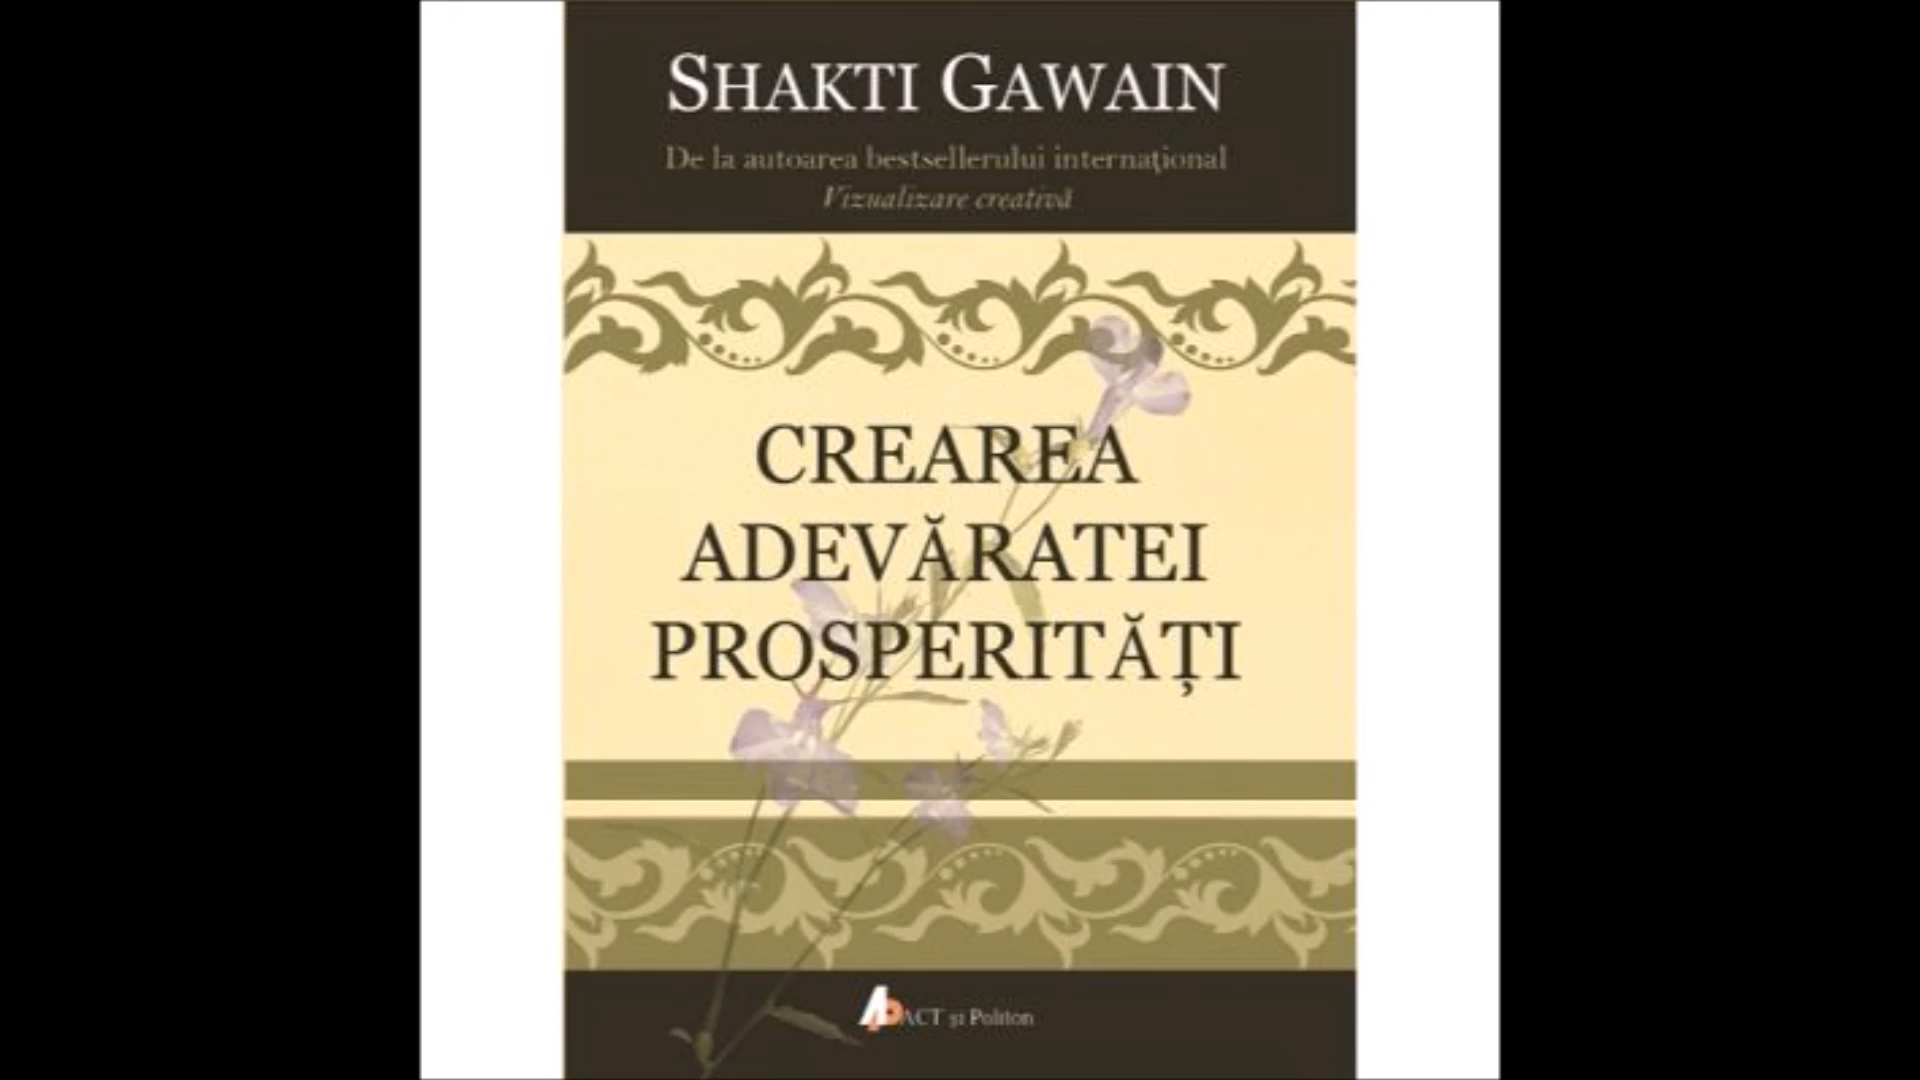 SHAKTI GAWAIN
De la autoarea bestsellerului internațional
Vizualizare creativă
CREAREA
ADEVĂRATEI
PROSPERITĂȚI
ACT și Politon